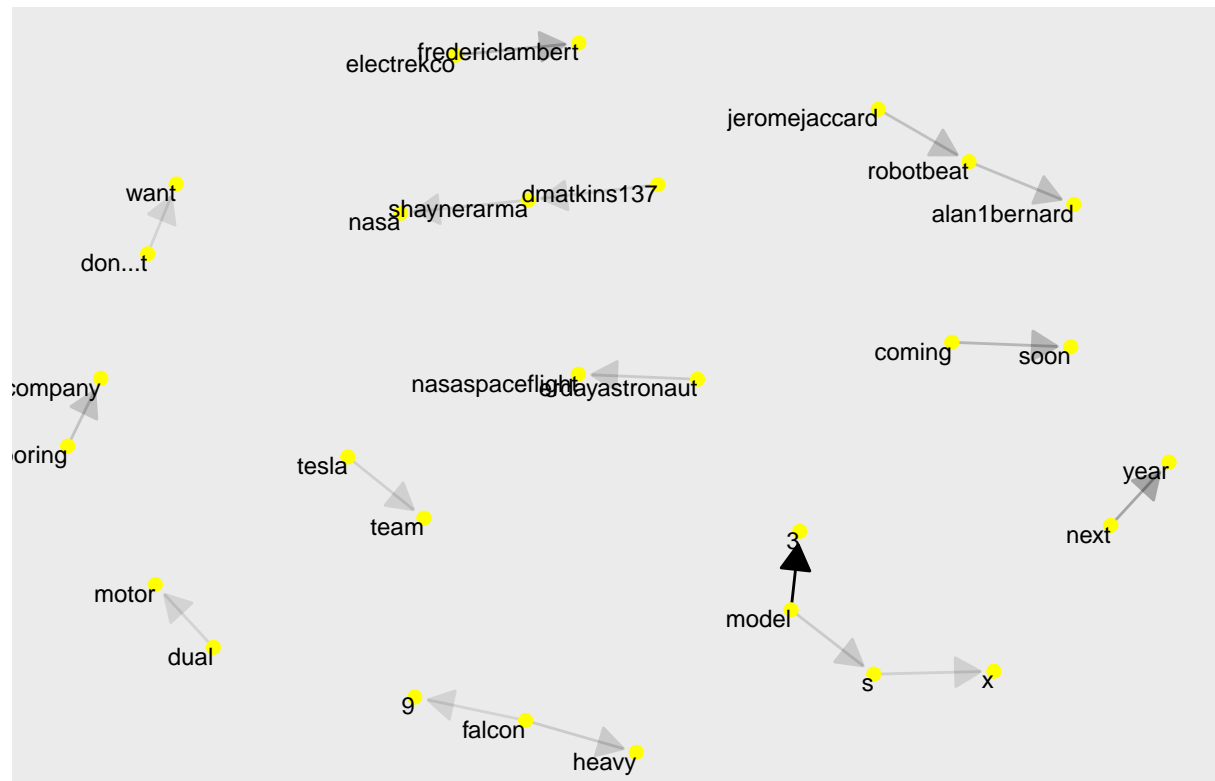 fredericlambert
electrekco
jeromejaccard
robotbeat
want
dmatkins137
shaynerarma
nasa
alan1bernard
don...t
coming
soon
company
nasaspaceflight
erdayastronaut
oring
tesla
year
team
next
3
motor
model
dual
s
x
9
falcon
heavy